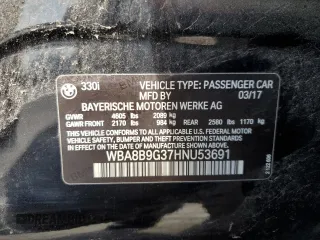 330i VEHICLE TYPE: PASSENGER CAR
MFD BY 03/17
BAYERISCHE MOTOREN WERKE AG
GVWR 4605 lbs 2089 kg
GAWR FRONT 2170 lbs 984 kg REAR 2580 lbs 1170 kg
THIS VEHICLE CONFORMS TO ALL APPLICABLE U.S. FEDERAL MOTOR
VEHICLE SAFETY, BUMPER, AND THEFT PREVENTION STANDARDS
IN EFFECT ON THE DATE OF MANUFACTURE SHOWN ABOVE.
WBA8B9G37HNU53691